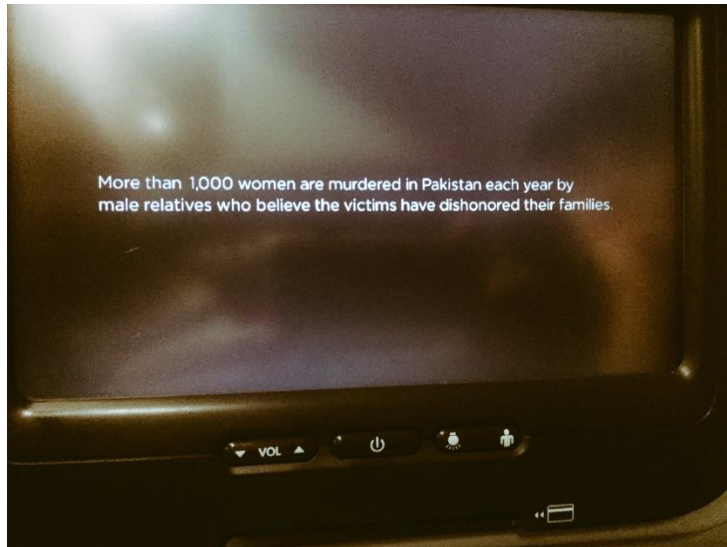 More than 1,000 women are murdered in Pakistan each year by
male relatives who believe the victims have dishonored their families.
VOL